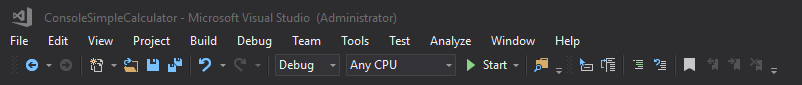 ConsoleSimpleCalculator - Microsoft Visual Studio (Administrator)
File Edit View Project Build Debug Team Tools Test Analyze Window Help
Debug Any CPU Start